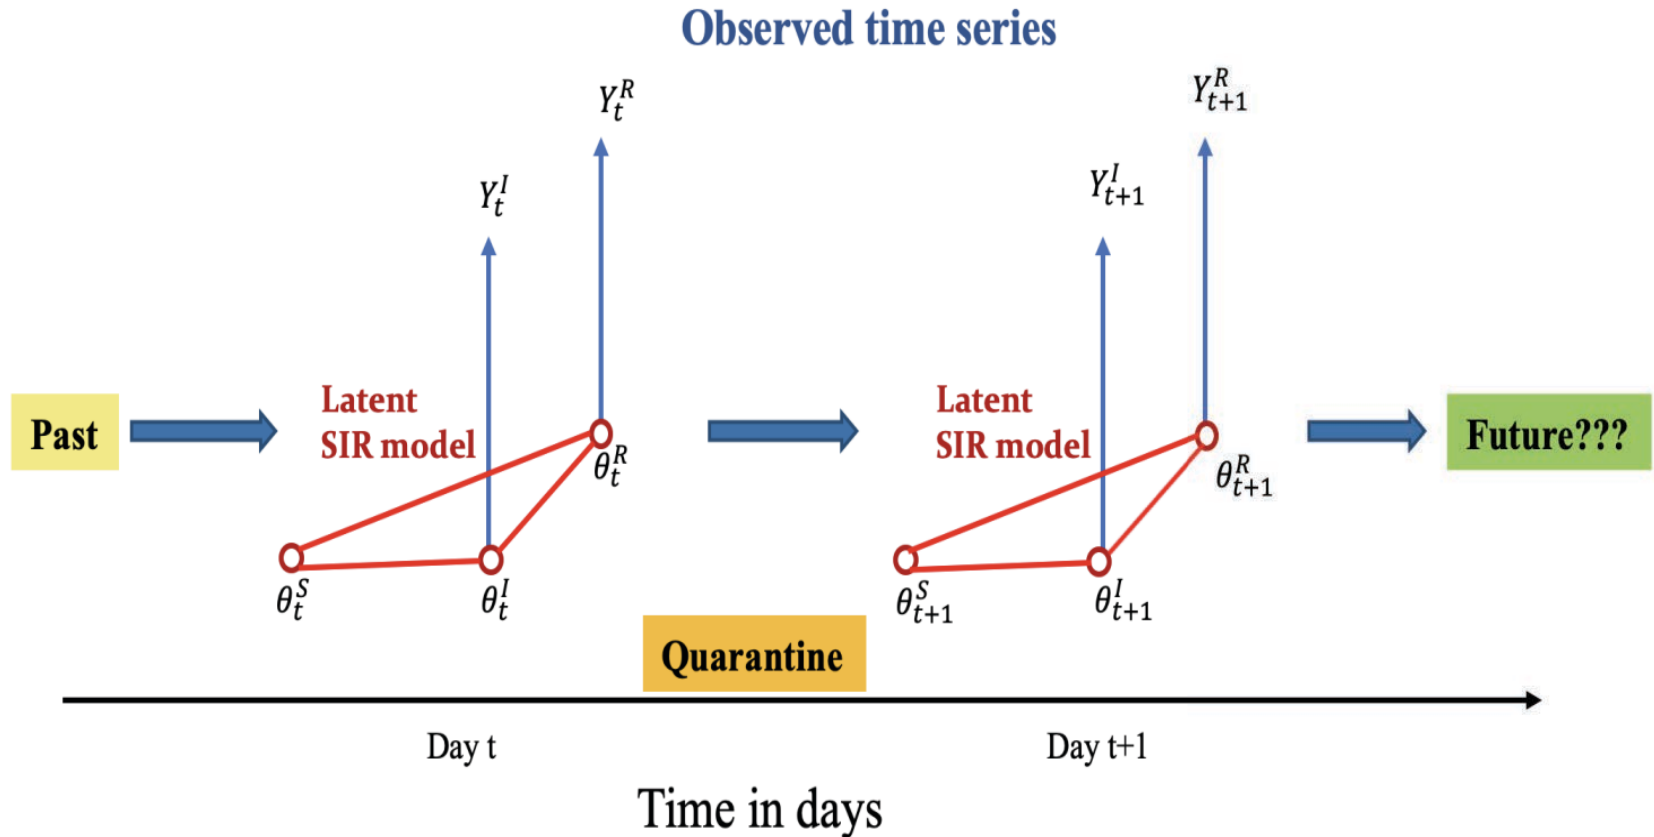 Observed time series
Y_t^R
Y_{t+1}^R
Y_t^I
Y_{t+1}^I
Past
Latent
SIR model
Latent
SIR model
Future???
θ_t^R
θ_{t+1}^R
θ_t^S
θ_t^I
θ_{t+1}^S
θ_{t+1}^I
Quarantine
Day t
Day t+1
Time in days